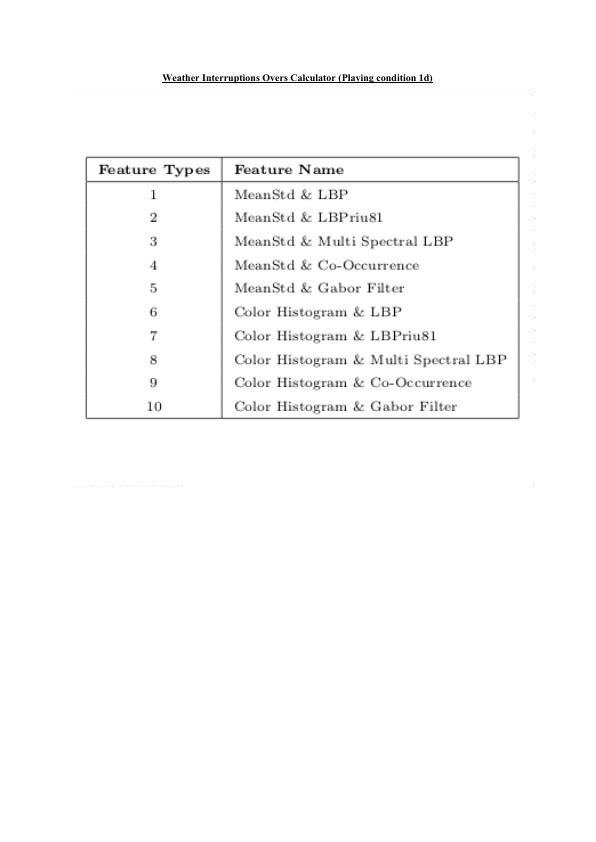 Weather Interruptions Overs Calculator (Playing condition 1d)
Feature Types Feature Name
1 MeanStd & LBP
2 MeanStd & LBPriu81
3 MeanStd & Multi Spectral LBP
4 MeanStd & Co-Occurrence
5 MeanStd & Gabor Filter
6 Color Histogram & LBP
7 Color Histogram & LBPriu81
8 Color Histogram & Multi Spectral LBP
9 Color Histogram & Co-Occurrence
10 Color Histogram & Gabor Filter